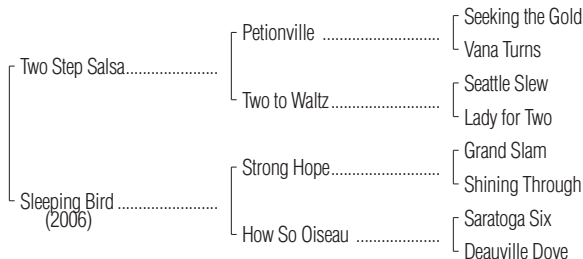 Seeking the Gold
Petionville ..............................
Vana Turns
Two Step Salsa.......................
Seattle Slew
Two to Waltz............................
Lady for Two
Grand Slam
Strong Hope............................
Shining Through
Sleeping Bird .........................
(2006)
Saratoga Six
How So Oiseau .....................
Deauville Dove